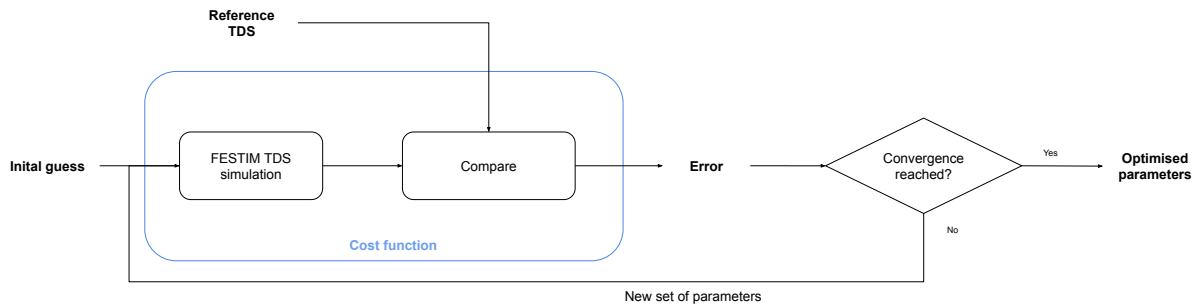 Reference
TDS
Inital guess
FESTIM TDS
simulation
Compare
Error
Convergence
reached?
Yes
Optimised
parameters
No
Cost function
New set of parameters